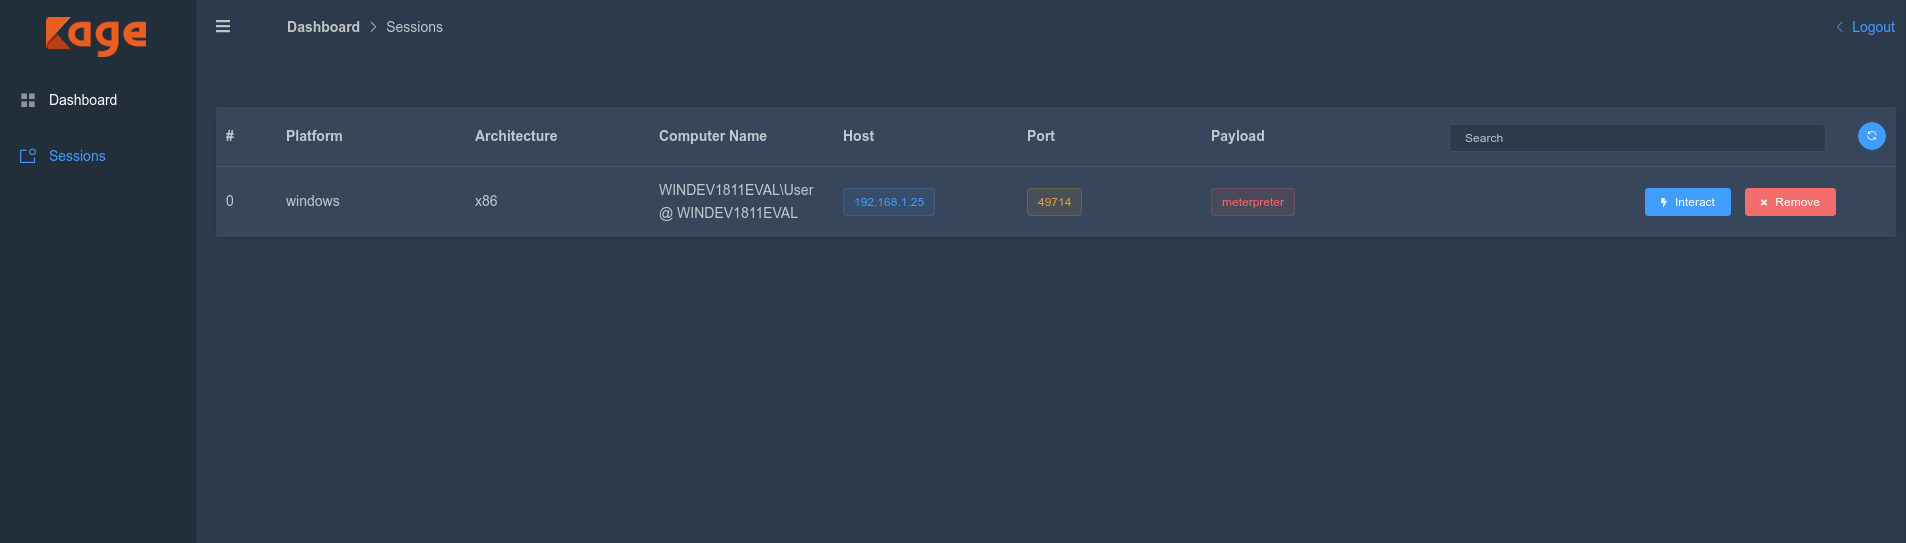 Kage
Dashboard
Sessions
Dashboard > Sessions
Logout
# Platform Architecture Computer Name Host Port Payload Search
0 windows x86 WINDEV1811EVAL\User
@ WINDEV1811EVAL
192.168.1.25 49714 meterpreter Interact Remove